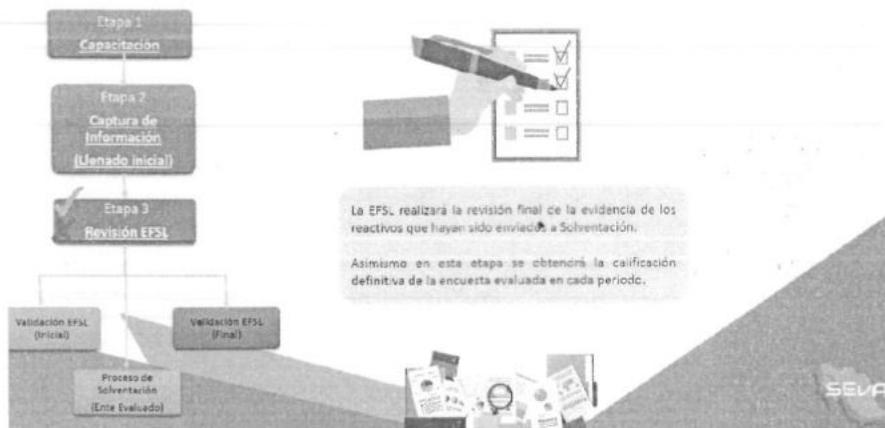 Etapa 1
Capacitación
Etapa 2
Captura de
Información
(Llenado inicial)
Etapa 3
Revisión EFSL
La EFSL realizará la revisión final de la evidencia de los
reactivos que hayan sido enviados a Solventación.
Asimismo en esta etapa se obtendrá la calificación
definitiva de la encuesta evaluada en cada periodo.
Validación EFSL
(Inicial)
Validación EFSL
(Final)
Proceso de
Solventación
(Ente Evaluado)